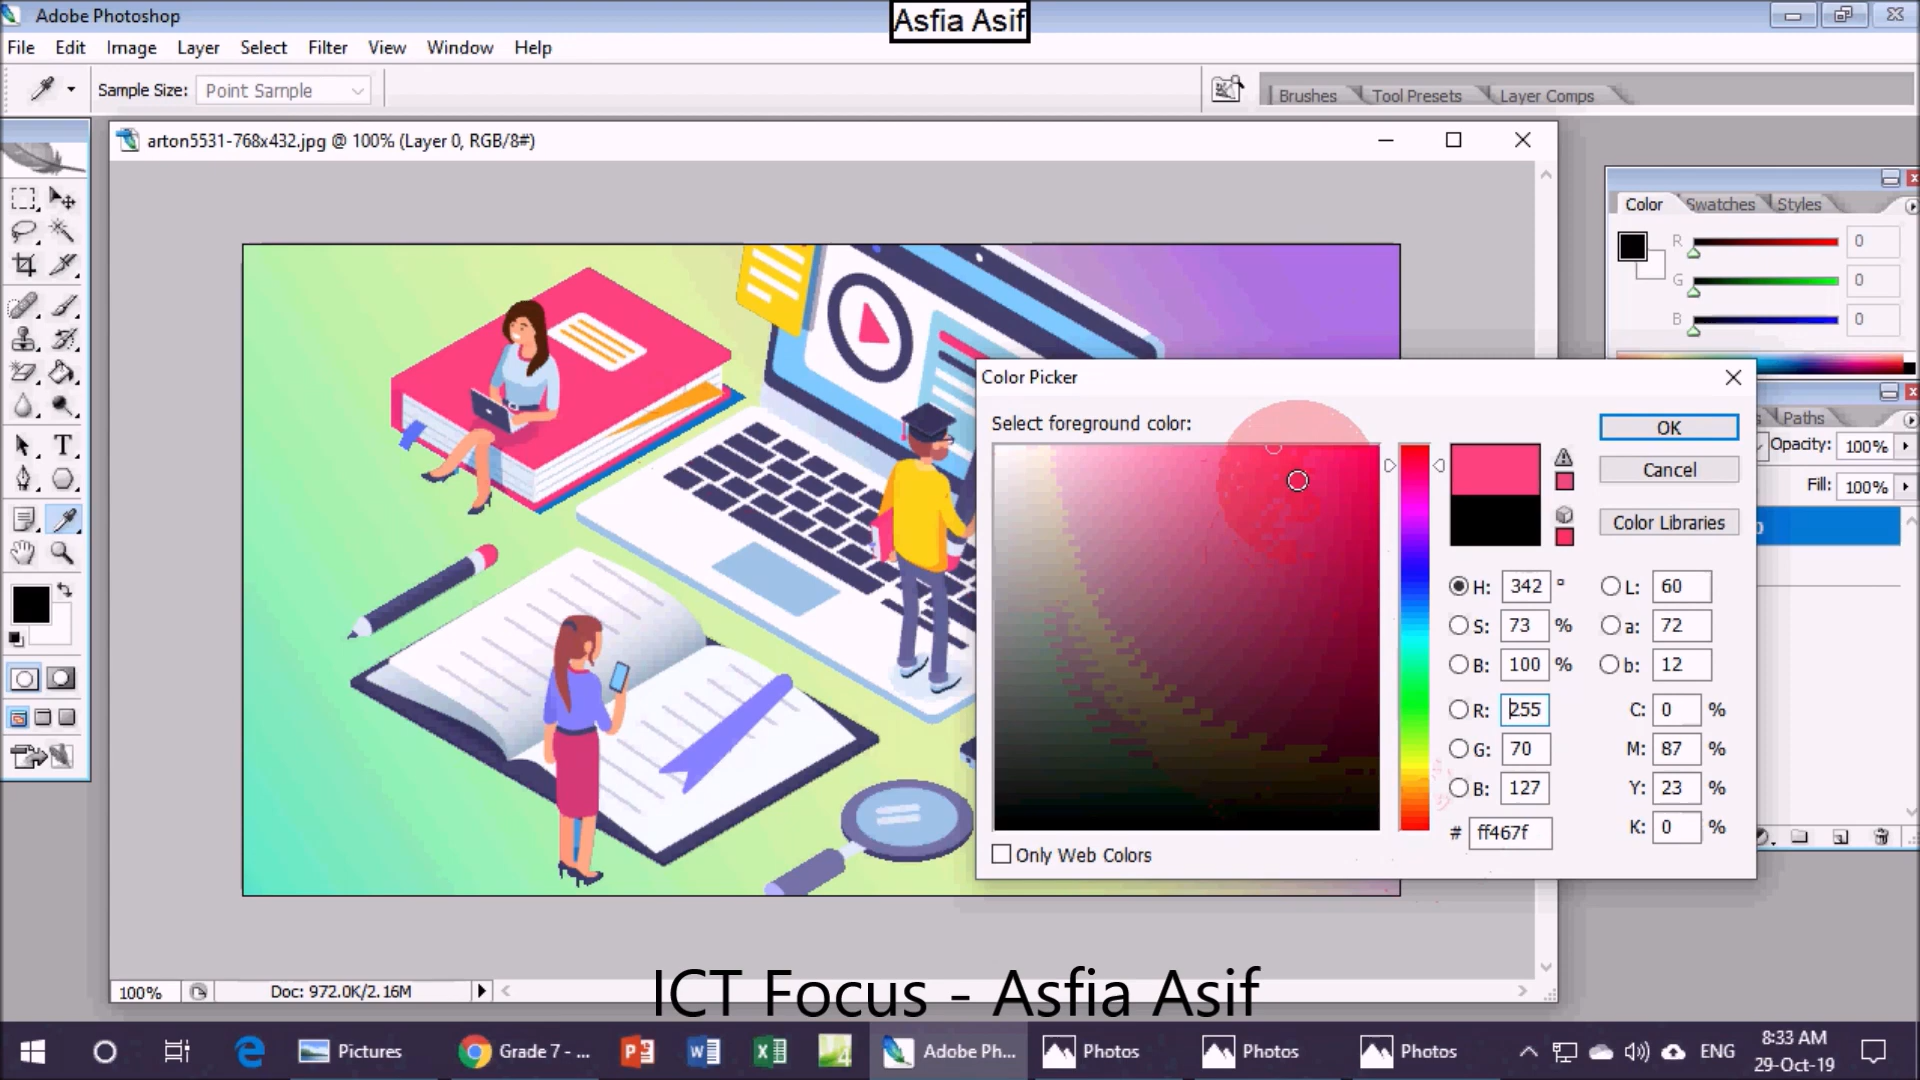 Adobe Photoshop
Asfia Asif
File Edit Image Layer Select Filter View Window Help
Sample Size: Point Sample
Brushes Tool Presets Layer Comps
arton5531-768x432.jpg @ 100% (Layer 0, RGB/8#)
Color Swatches Styles
R 0
G 0
B 0
Color Picker
Select foreground color:
OK
Cancel
Color Libraries
H: 342 ° L: 60
S: 73 % a: 72
B: 100 % b: 12
R: 255 C: 0 %
G: 70 M: 87 %
B: 127 Y: 23 %
# ff467f K: 0 %
Only Web Colors
Paths
Opacity: 100%
Fill: 100%
100% Doc: 972.0K/2.16M
ICT Focus - Asfia Asif
Pictures Grade 7 - ... Adobe Ph... Photos Photos Photos ENG 8:33 AM
29-Oct-19